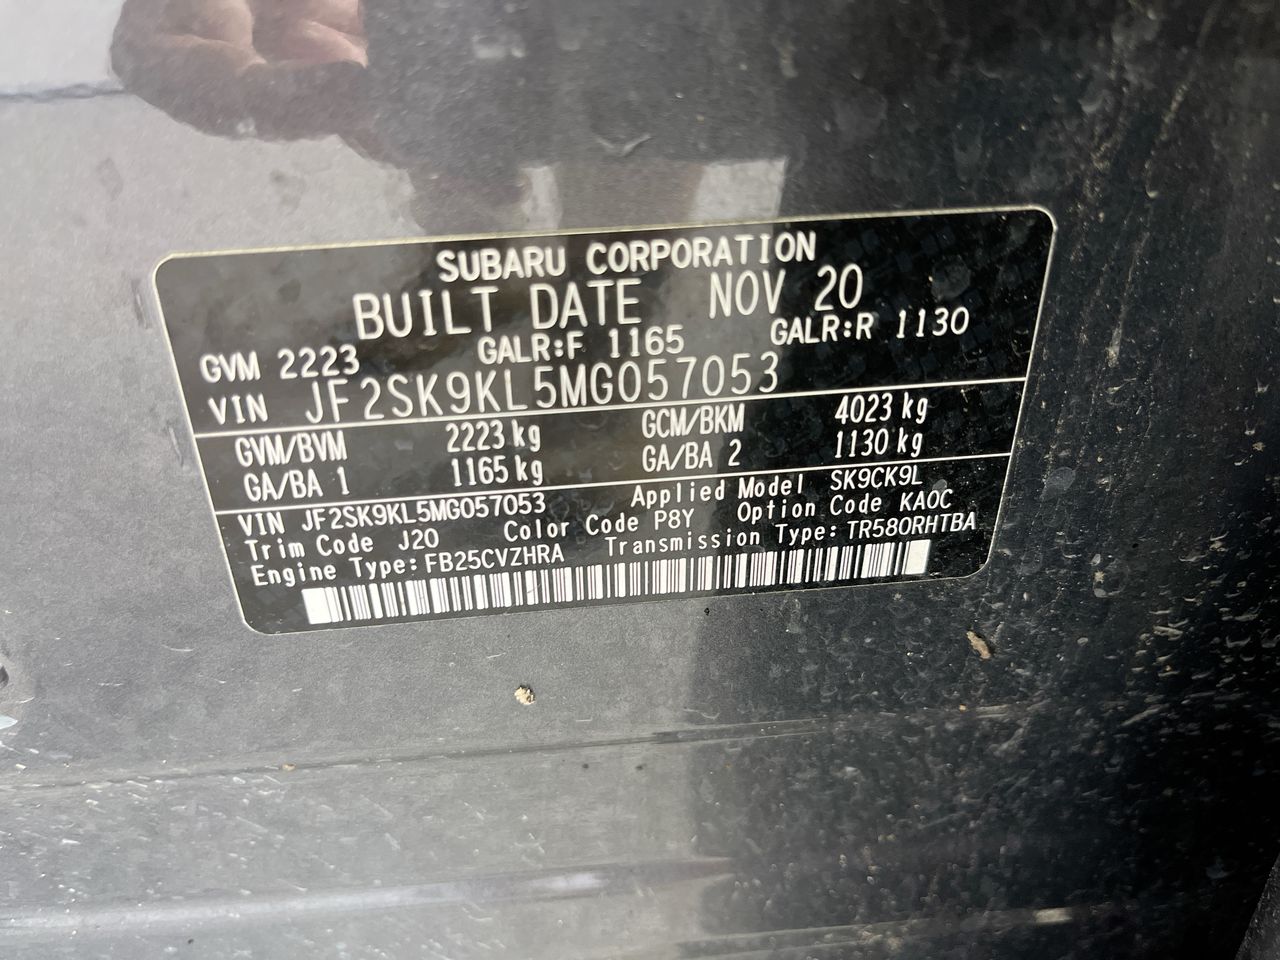 SUBARU CORPORATION
BUILT DATE NOV 20
GVM 2223 GALR:F 1165 GALR:R 1130
VIN JF2SK9KL5MG057053
GVM/BVM 2223 kg GCM/BKM 4023 kg
GA/BA 1 1165 kg GA/BA 2 1130 kg
VIN JF2SK9KL5MG057053 Applied Model SK9CK9L
Trim Code J20 Color Code P8Y Option Code KA0C
Engine Type: FB25CVZHRA Transmission Type: TR580RHTBA